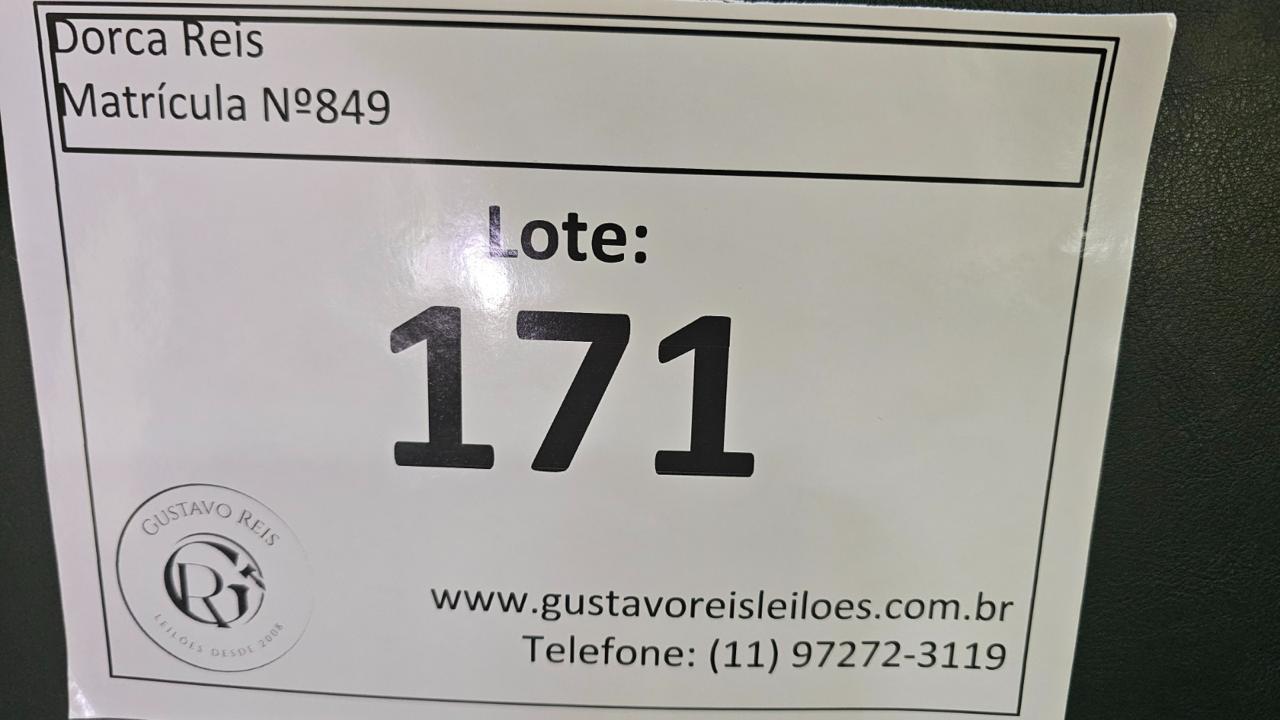 Dorca Reis
Matrícula Nº849
Lote:
171
GUSTAVO REIS
GR
LEILÕES DESDE 2008
www.gustavoreisleiloes.com.br
Telefone: (11) 97272-3119